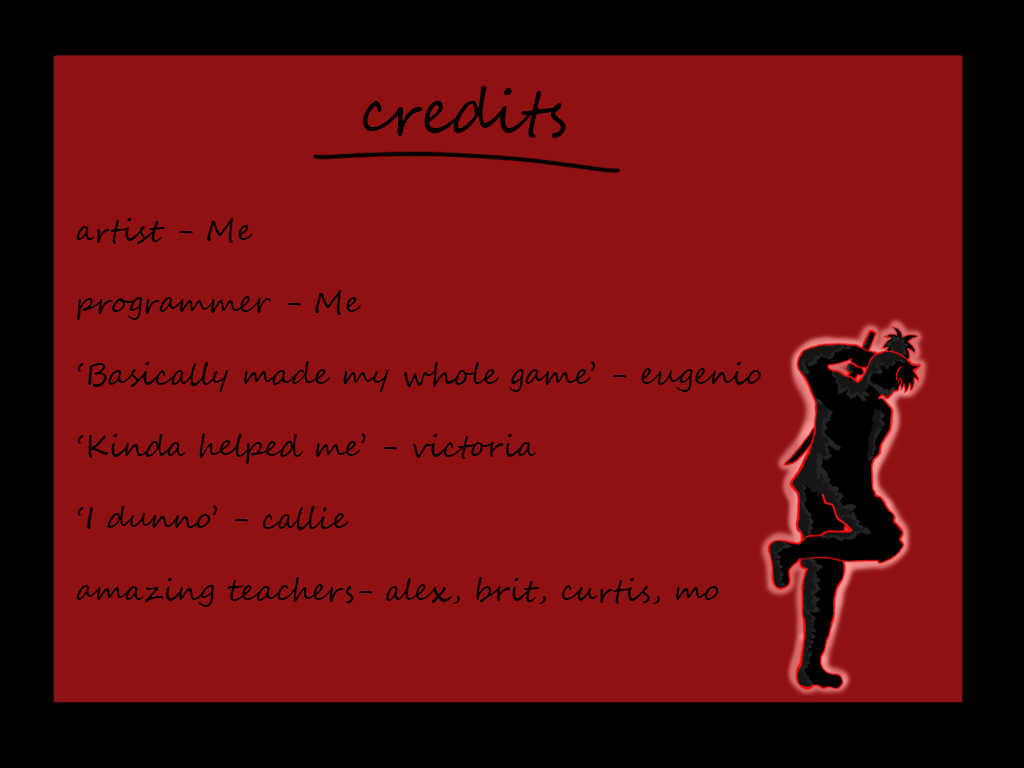 credits
artist - Me
programmer - Me
‘Basically made my whole game’ - eugenio
‘Kinda helped me’ - victoria
‘I dunno’ - callie
amazing teachers- alex, brit, curtis, mo